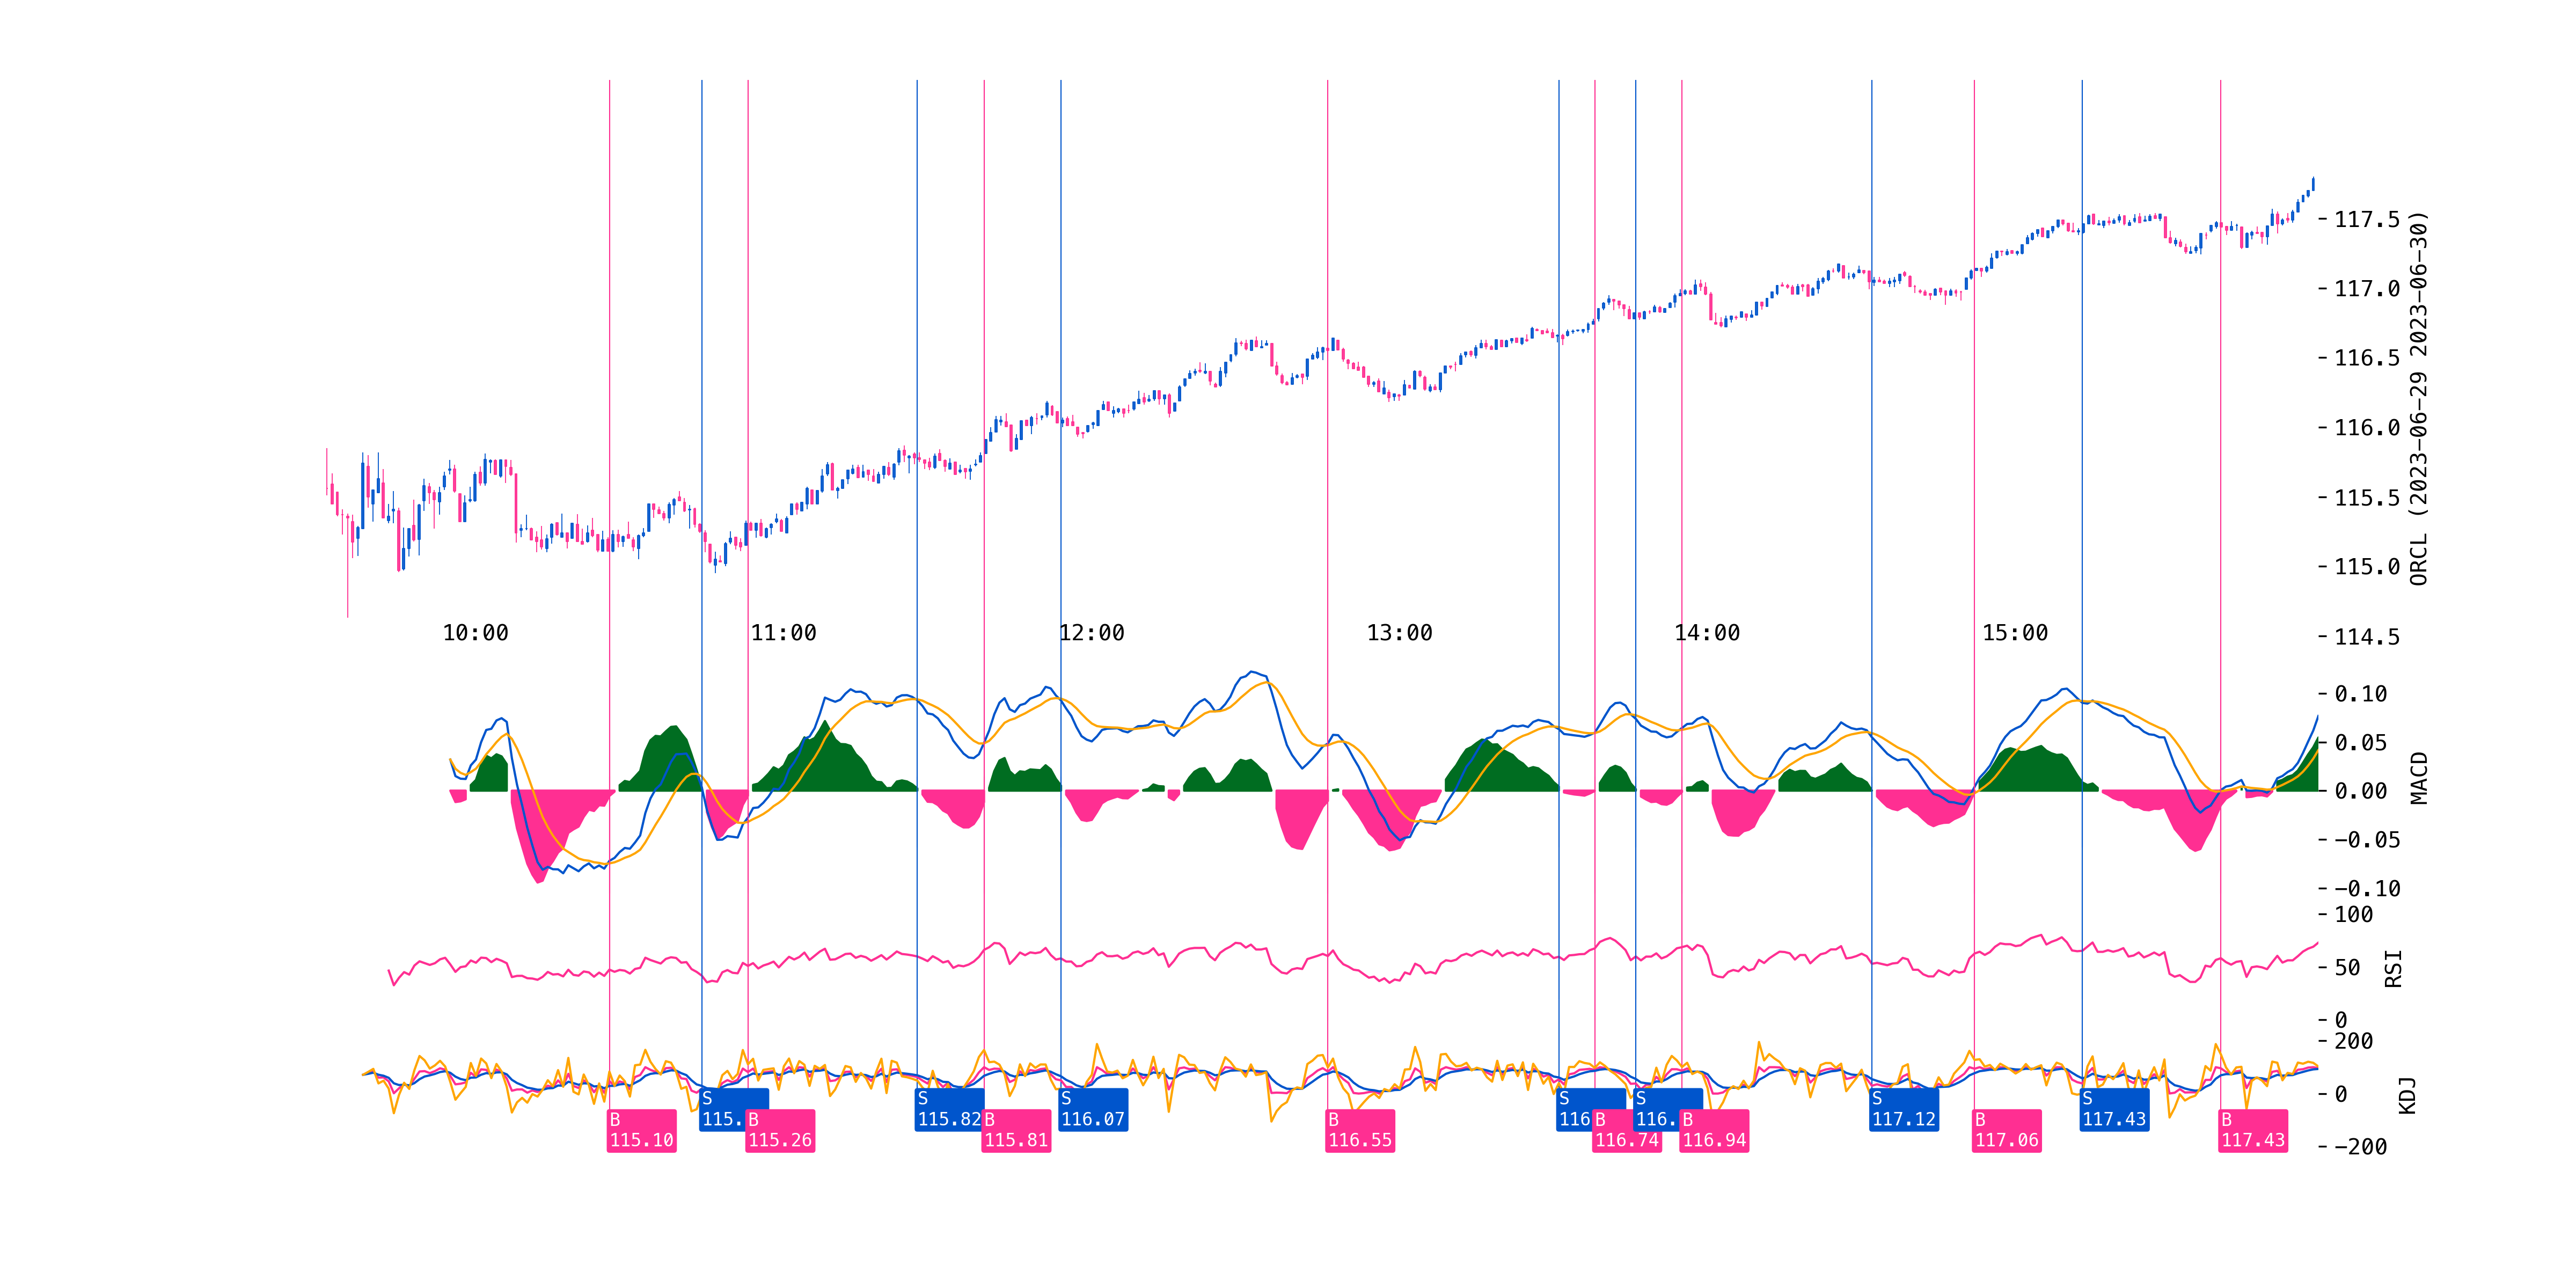 117.5
117.0
116.5
116.0
115.5
115.0
114.5
ORCL (2023-06-29 2023-06-30)
10:00 11:00 12:00 13:00 14:00 15:00
0.10
0.05
0.00
−0.05
−0.10
MACD
100
50
0
RSI
200
0
−200
KDJ
B
115.10
S
115.
B
115.26
S
115.82
B
115.81
S
116.07
B
116.55
S
116
B
116.74
S
116.
B
116.94
S
117.12
B
117.06
S
117.43
B
117.43